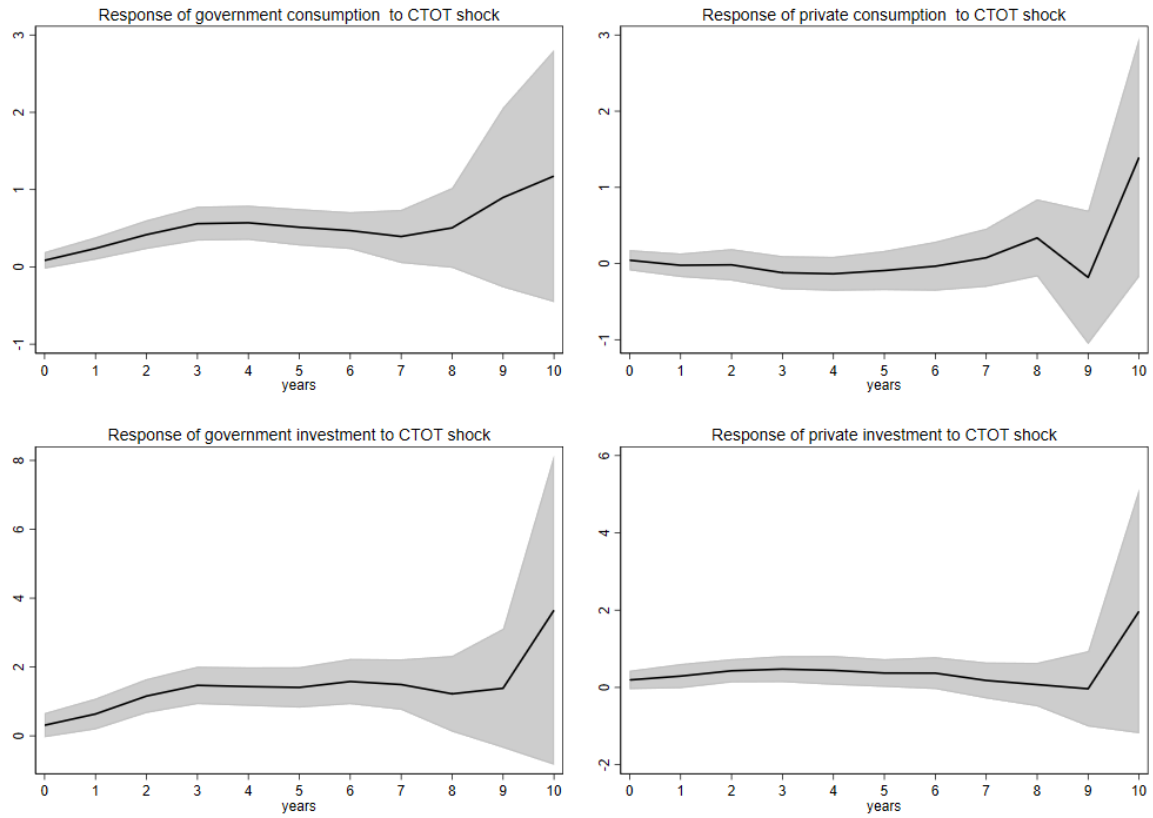 Response of government consumption  to CTOT shock
3
2
1
0
-1
0 1 2 3 4 5 6 7 8 9 10
years
Response of private consumption  to CTOT shock
3
2
1
0
-1
0 1 2 3 4 5 6 7 8 9 10
years
Response of government investment to CTOT shock
8
6
4
2
0
0 1 2 3 4 5 6 7 8 9 10
years
Response of private investment to CTOT shock
6
4
2
0
-2
0 1 2 3 4 5 6 7 8 9 10
years